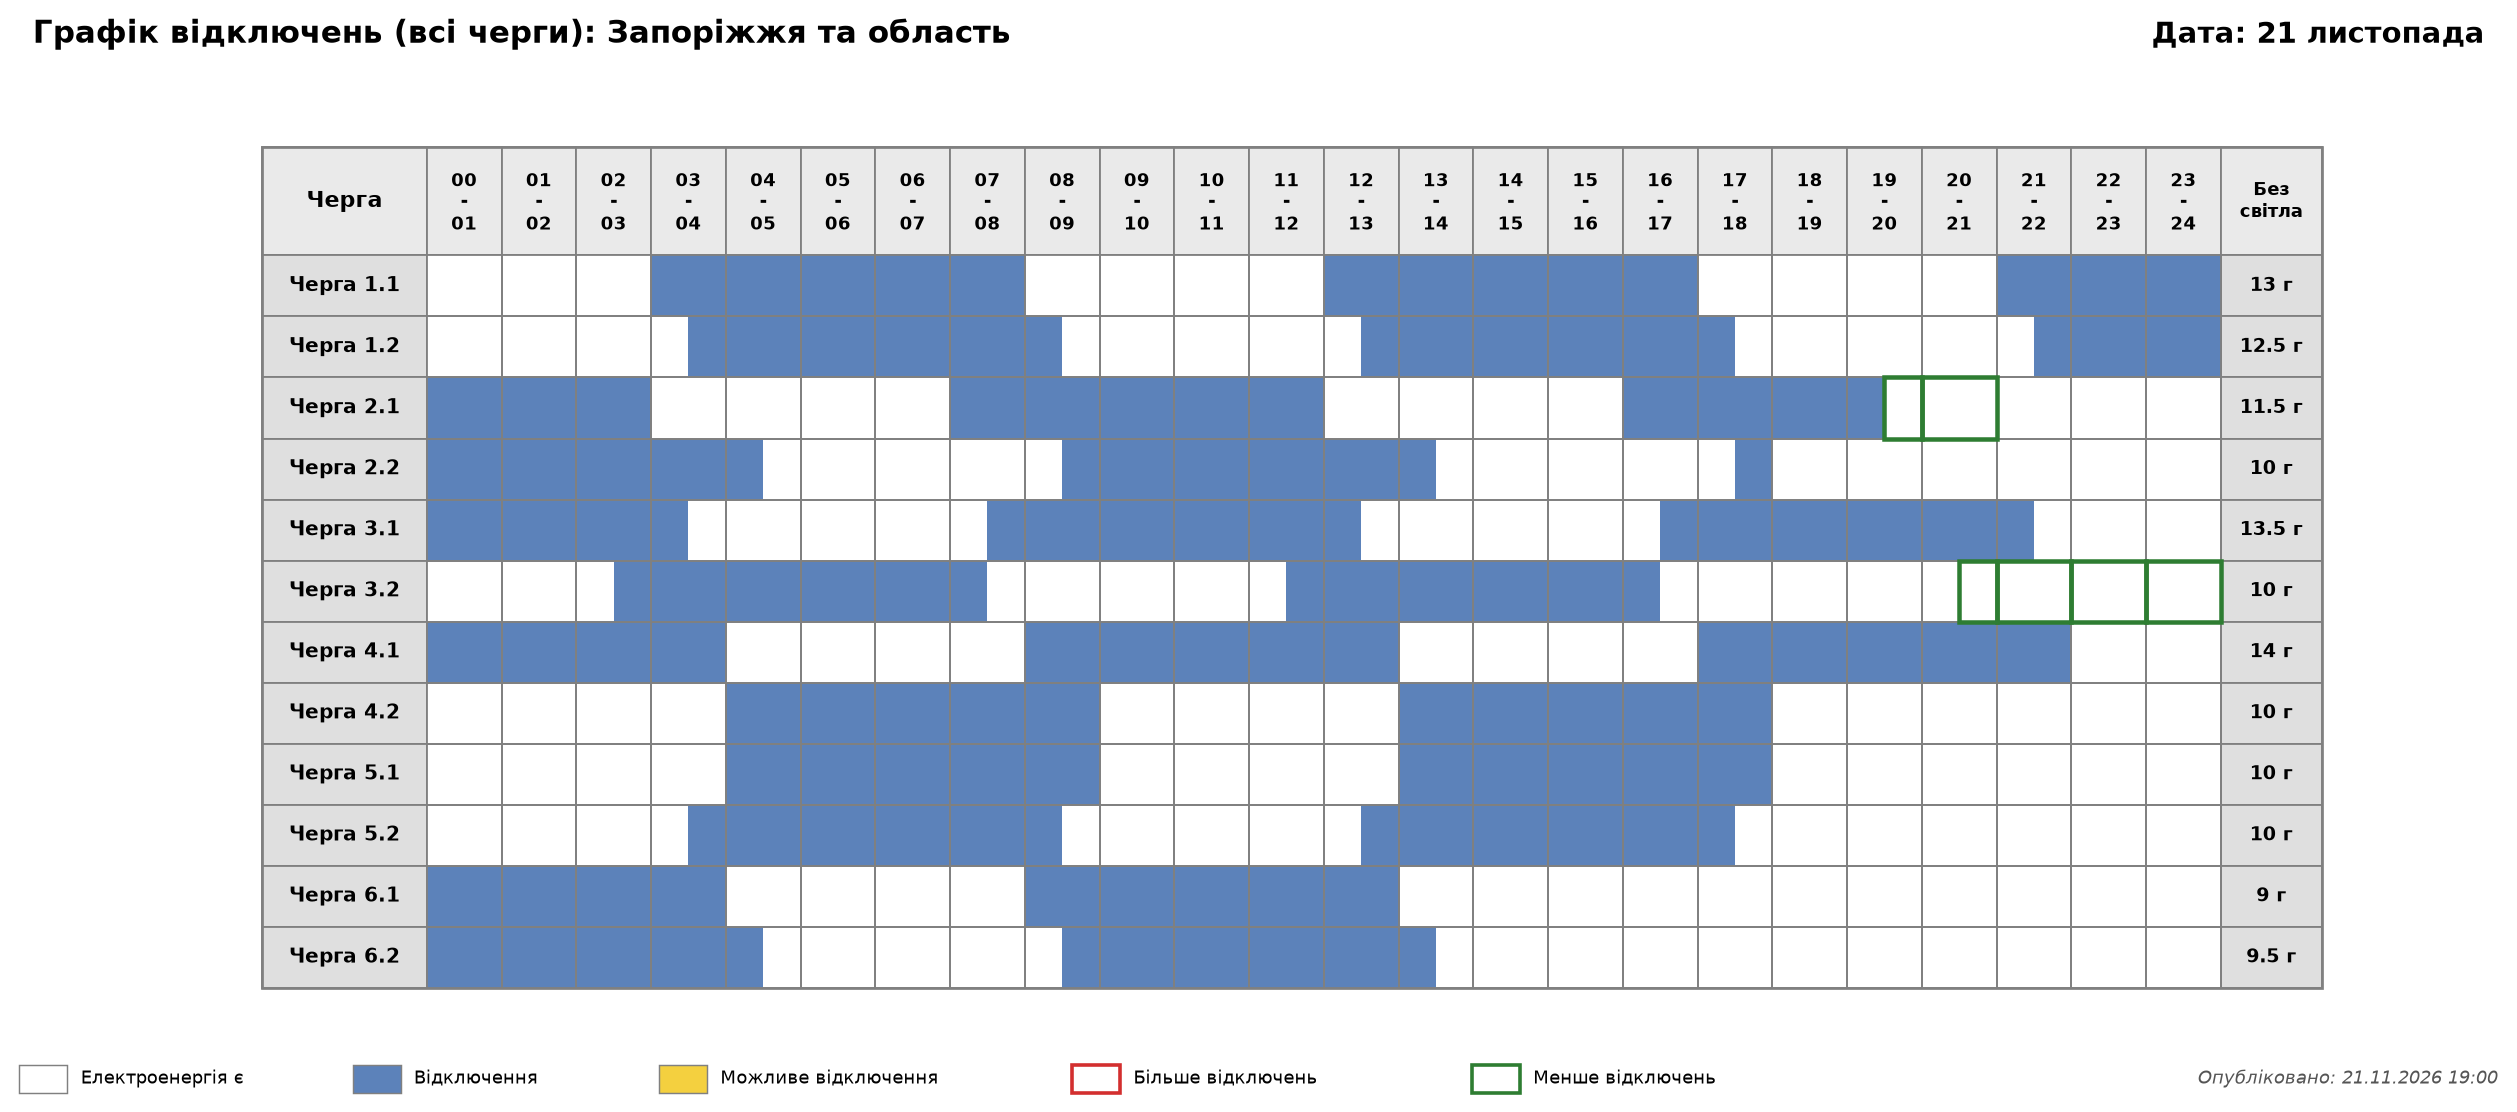 Графік відключень (всі черги): Запоріжжя та область
Дата: 21 листопада
Черга
00 - 01
01 - 02
02 - 03
03 - 04
04 - 05
05 - 06
06 - 07
07 - 08
08 - 09
09 - 10
10 - 11
11 - 12
12 - 13
13 - 14
14 - 15
15 - 16
16 - 17
17 - 18
18 - 19
19 - 20
20 - 21
21 - 22
22 - 23
23 - 24
Без світла
Черга 1.1 13 г
Черга 1.2 12.5 г
Черга 2.1 11.5 г
Черга 2.2 10 г
Черга 3.1 13.5 г
Черга 3.2 10 г
Черга 4.1 14 г
Черга 4.2 10 г
Черга 5.1 10 г
Черга 5.2 10 г
Черга 6.1 9 г
Черга 6.2 9.5 г
Електроенергія є
Відключення
Можливе відключення
Більше відключень
Менше відключень
Опубліковано: 21.11.2026 19:00